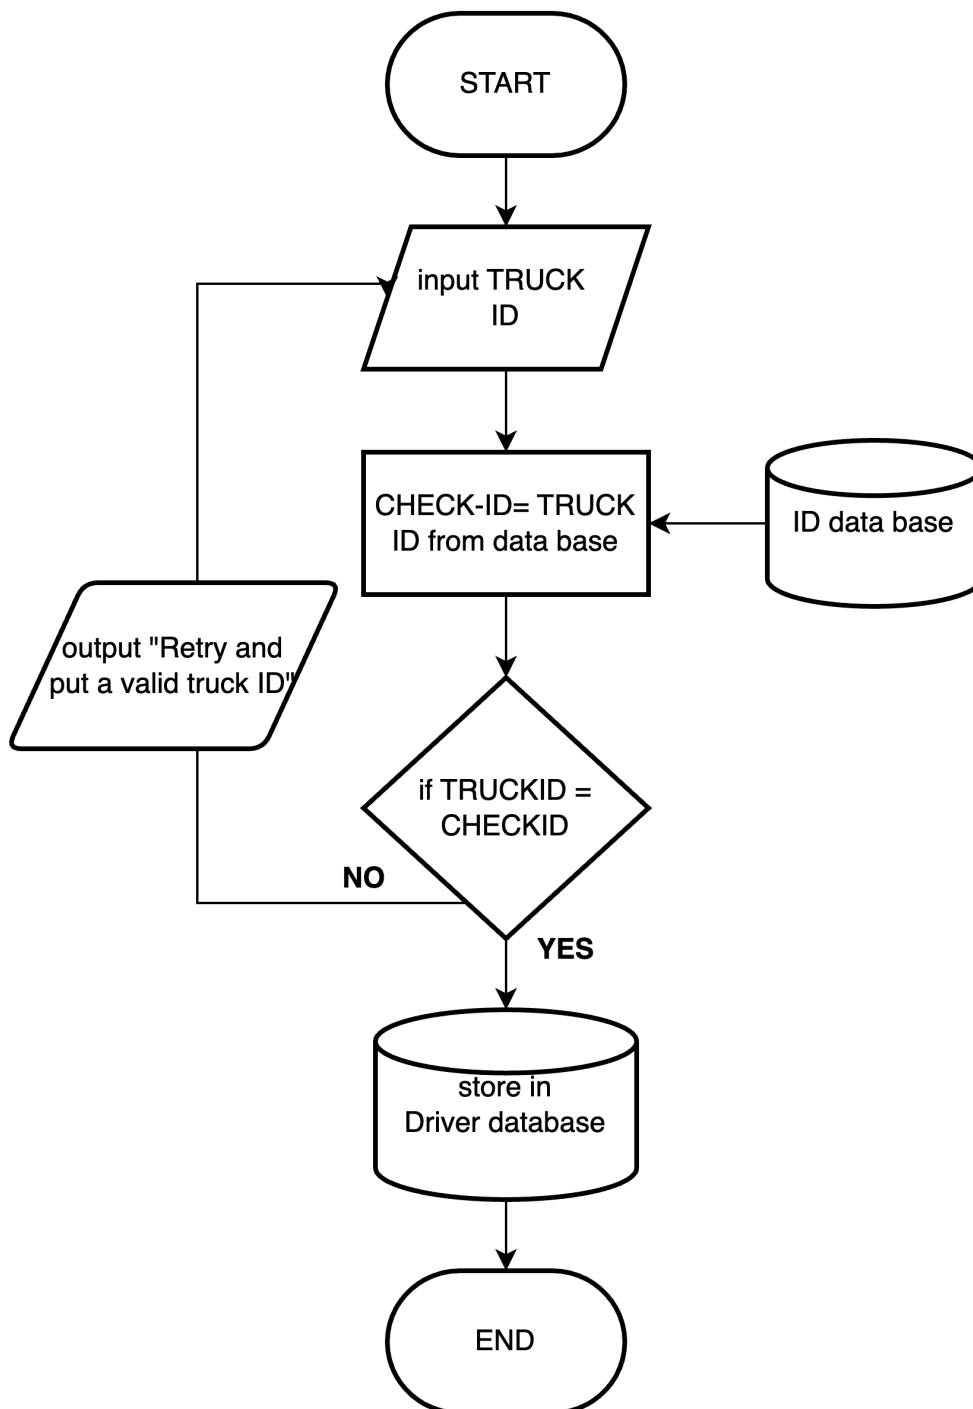 START
input TRUCK
ID
CHECK-ID= TRUCK
ID from data base
ID data base
output "Retry and
put a valid truck ID"
if TRUCKID =
CHECKID
NO
YES
store in
Driver database
END